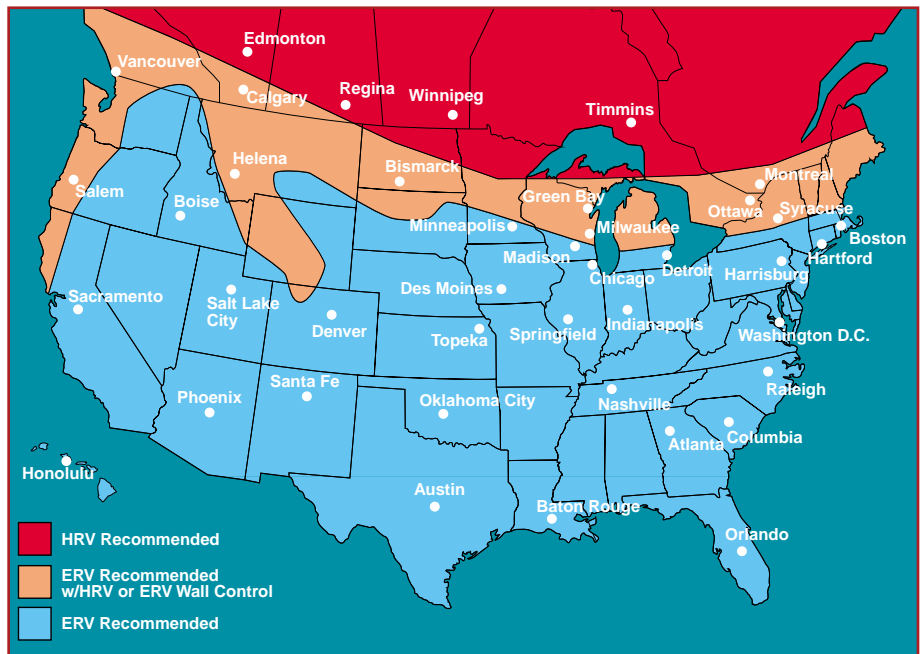 Edmonton
Vancouver
Calgary
Regina
Winnipeg
Timmins
Helena
Bismarck
Salem
Boise
Green Bay
Montreal
Ottawa
Syracuse
Minneapolis
Milwaukee
Boston
Madison
Hartford
Chicago
Detroit
Harrisburg
Sacramento
Salt Lake
City
Des Moines
Denver
Topeka
Springfield
Indianapolis
Washington D.C.
Santa Fe
Phoenix
Oklahoma City
Nashville
Raleigh
Atlanta
Columbia
Honolulu
Austin
Baton Rouge
Orlando
HRV Recommended
ERV Recommended
w/HRV or ERV Wall Control
ERV Recommended